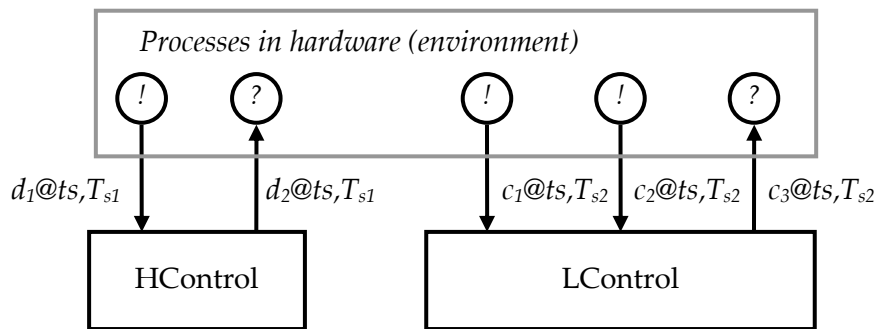 Processes in hardware (environment)
! ? ! ! ?
d₁@ts,Tₛ₁ d₂@ts,Tₛ₁ c₁@ts,Tₛ₂ c₂@ts,Tₛ₂ c₃@ts,Tₛ₂
HControl LControl